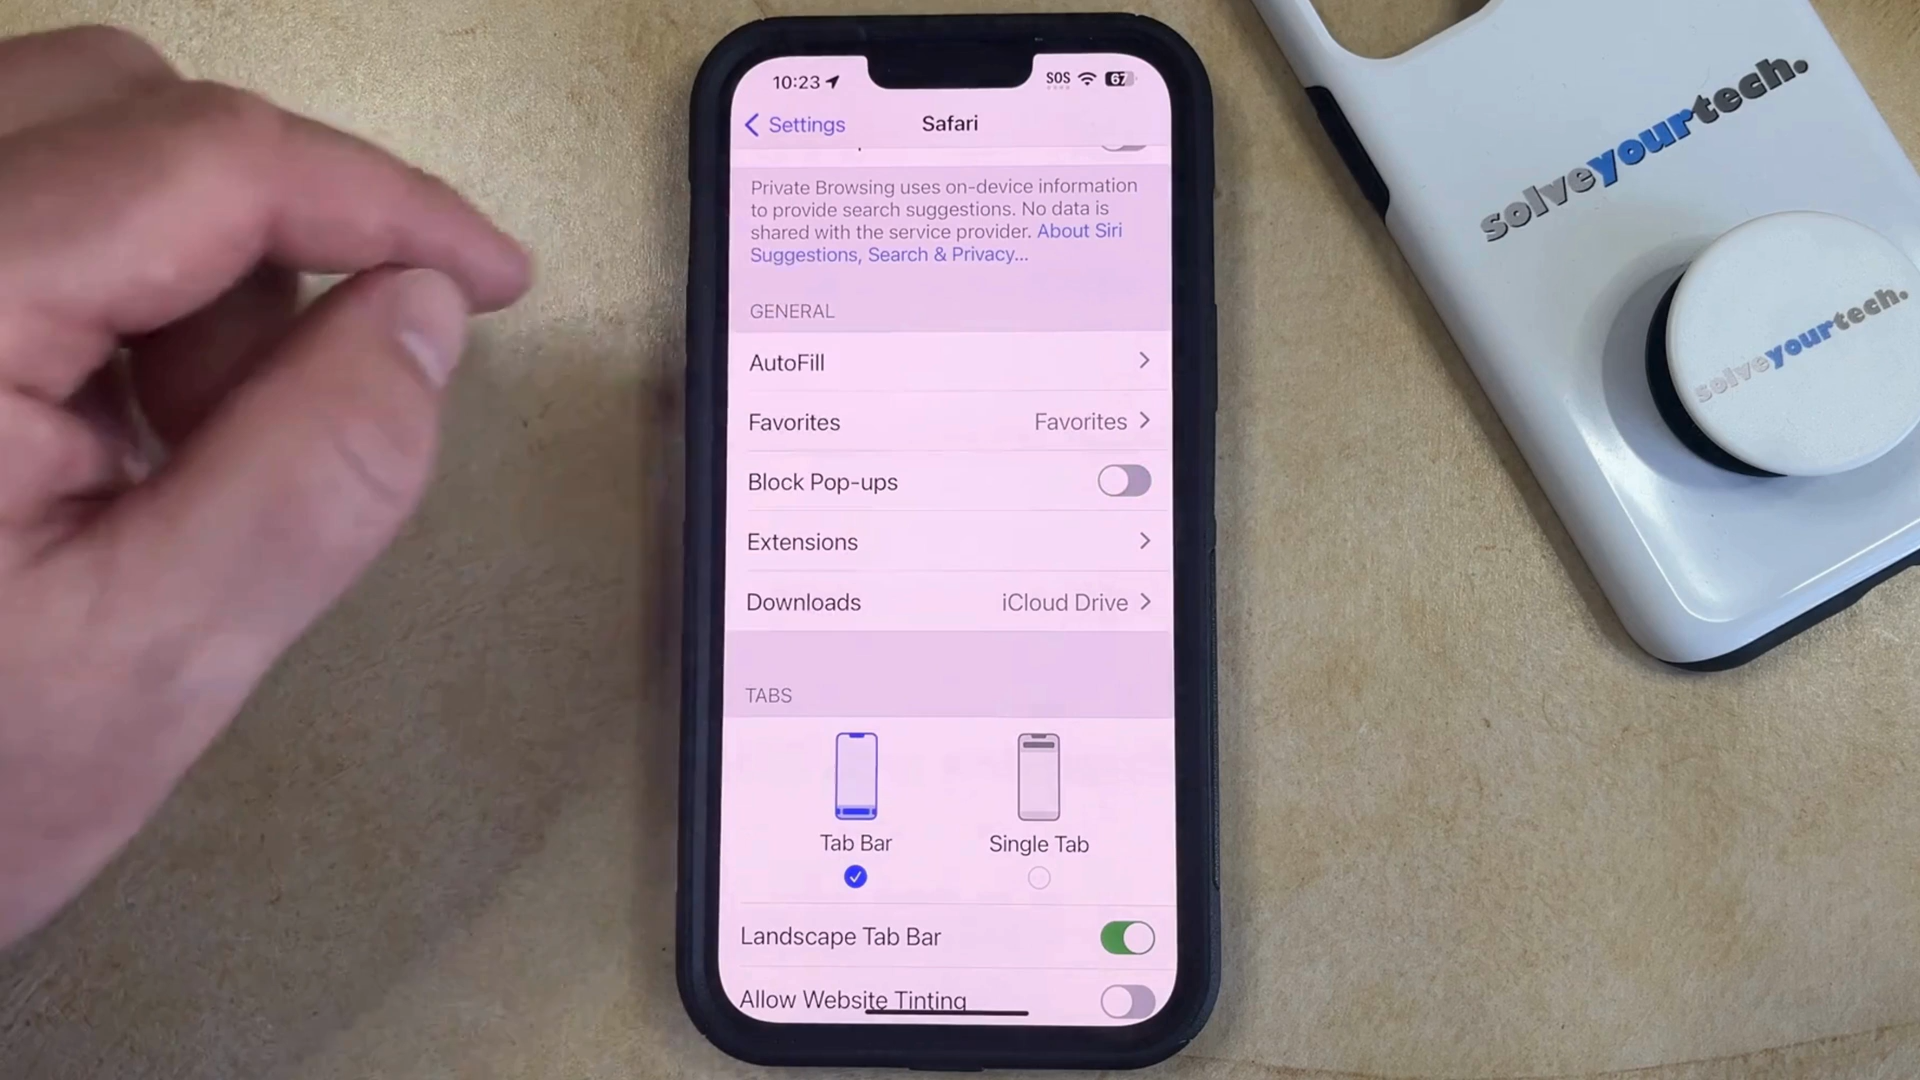 10:23
SOS
67
Settings
Safari
Private Browsing uses on-device information
to provide search suggestions. No data is
shared with the service provider. About Siri
Suggestions, Search & Privacy...
GENERAL
AutoFill
Favorites Favorites
Block Pop-ups
Extensions
Downloads iCloud Drive
TABS
Tab Bar
Single Tab
Landscape Tab Bar
Allow Website Tinting
solveyourtech.
solveyourtech.